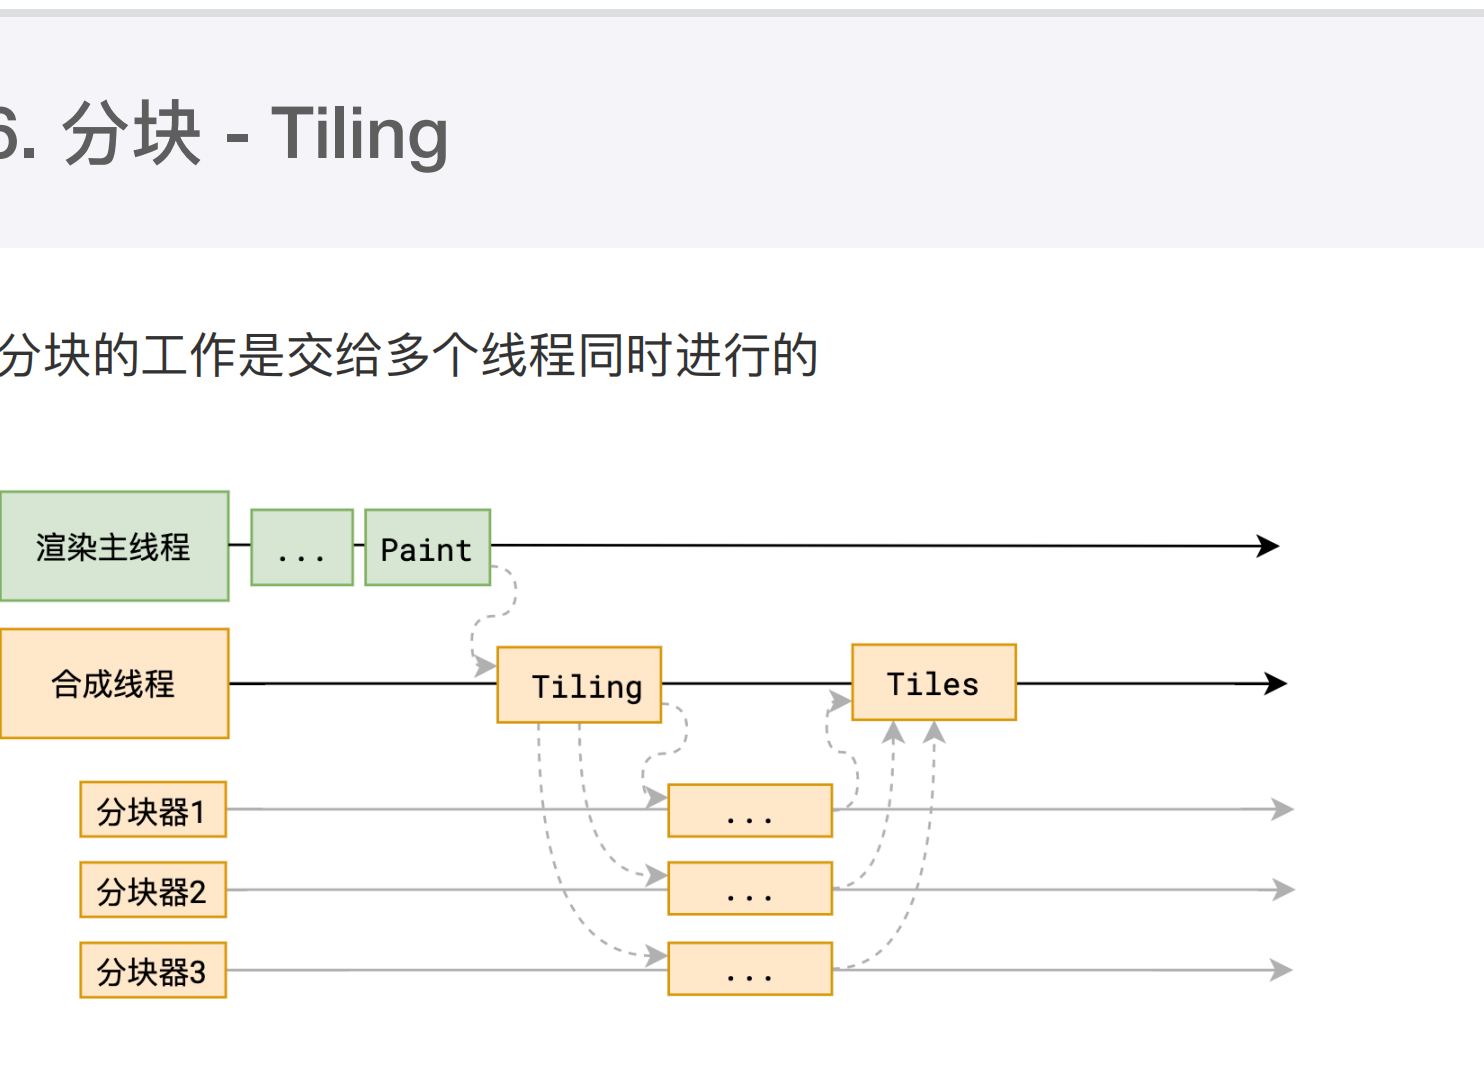 6. 分块 - Tiling
分块的工作是交给多个线程同时进行的
渲染主线程
...
Paint
合成线程
Tiling
Tiles
分块器1
...
分块器2
...
分块器3
...